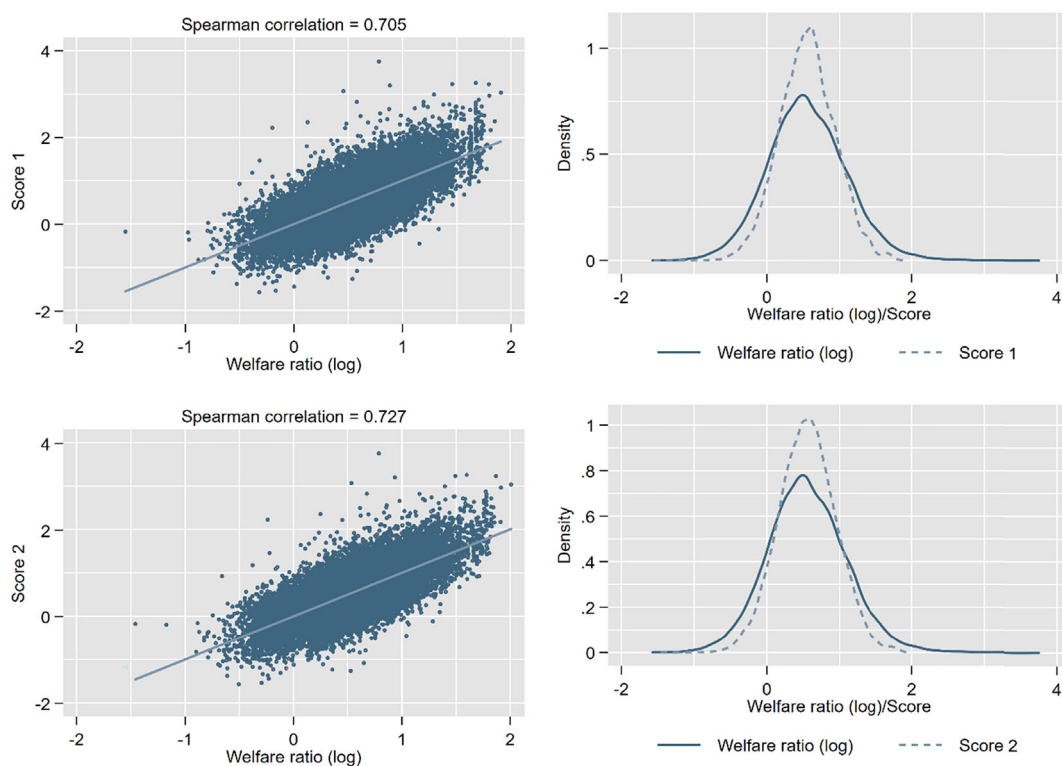 Spearman correlation = 0.705
4
2
0
-2
Score 1
-2
-1
0
1
2
Welfare ratio (log)
1
.5
0
Density
-2
0
2
4
Welfare ratio (log)/Score
Welfare ratio (log)
Score 1
Spearman correlation = 0.727
4
2
0
-2
Score 2
-2
-1
0
1
2
Welfare ratio (log)
1
.8
.6
.4
.2
0
Density
-2
0
2
4
Welfare ratio (log)/Score
Welfare ratio (log)
Score 2